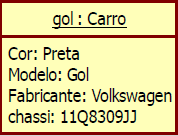 gol : Carro
Cor: Preta
Modelo: Gol
Fabricante: Volkswagen
chassi: 11Q8309JJ